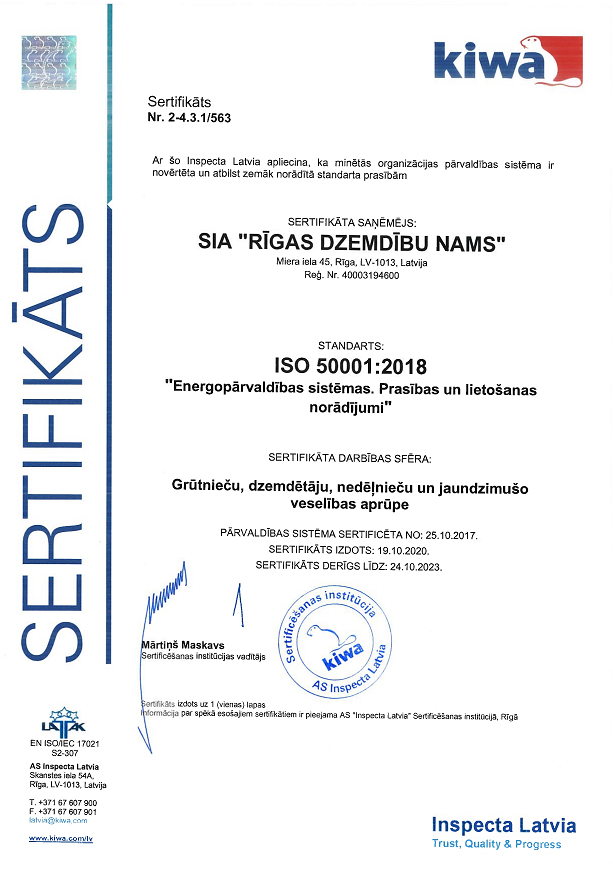 kiwa
Sertifikāts
Nr. 2-4.3.1/563
Ar šo Inspecta Latvia apliecina, ka minētās organizācijas pārvaldības sistēma ir
novērtēta un atbilst zemāk norādītā standarta prasībām
SERTIFIKĀTA SAŅĒMĒJS:
SIA "RĪGAS DZEMDĪBU NAMS"
Miera iela 45, Rīga, LV-1013, Latvija
Reģ. Nr. 40003194600
STANDARTS:
ISO 50001:2018
"Energopārvaldības sistēmas. Prasības un lietošanas
norādījumi"
SERTIFIKĀTA DARBĪBAS SFĒRA:
Grūtnieču, dzemdētāju, nedēļnieču un jaundzimušo
veselības aprūpe
PĀRVALDĪBAS SISTĒMA SERTIFICĒTA NO: 25.10.2017.
SERTIFIKĀTS IZDOTS: 19.10.2020.
SERTIFIKĀTS DERĪGS LĪDZ: 24.10.2023.
Mārtiņš Maskavs
Sertificēšanas institūcijas vadītājs
Sertificēšanas institūcija
kiwa
AS Inspecta Latvia
Sertifikāts izdots uz 1 (vienas) lapas
Informācija par spēkā esošajiem sertifikātiem ir pieejama AS "Inspecta Latvia" Sertificēšanas institūcijā, Rīgā
SERTIFIKĀTS
LATAK
EN ISO/IEC 17021
S2-307
AS Inspecta Latvia
Skanstes iela 54A,
Rīga, LV-1013, Latvija
T. +371 67 607 900
F. +371 67 607 901
latvia@kiwa.com
www.kiwa.com/lv
Inspecta Latvia
Trust, Quality & Progress